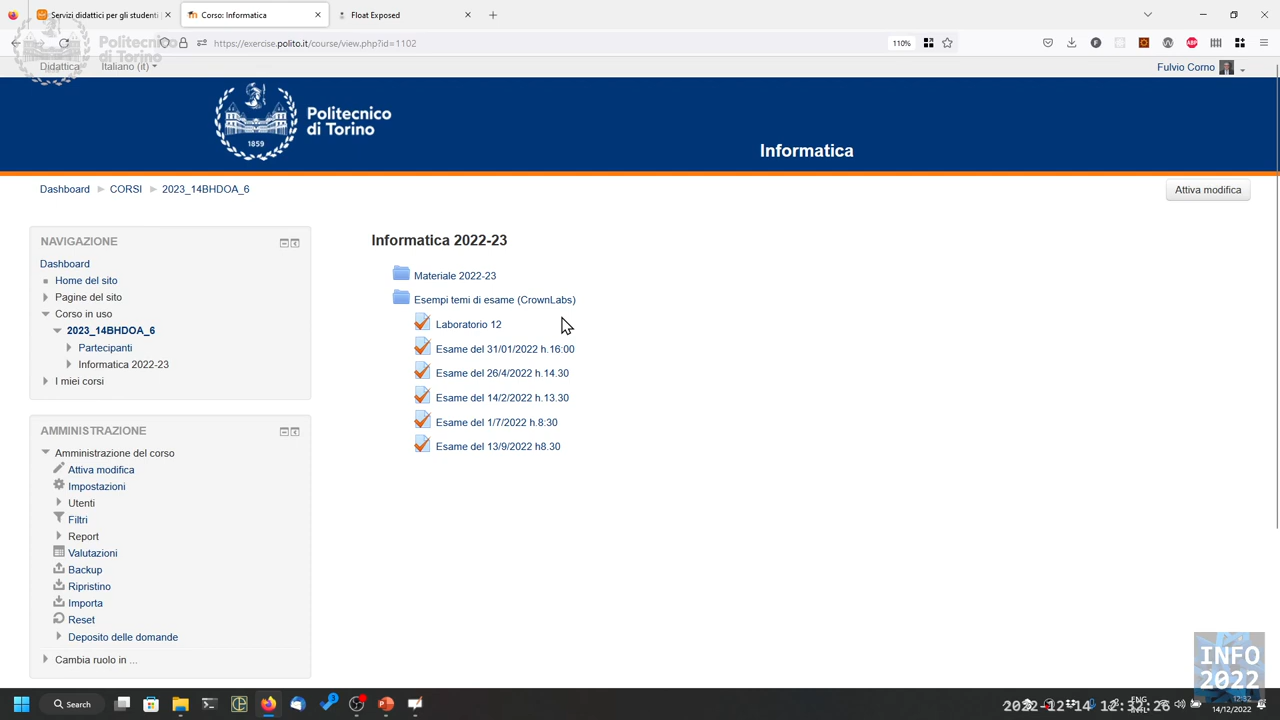 Servizi didattici per gli studenti
Corso: Informatica
Float Exposed
https://exercise.polito.it/course/view.php?id=1102
110%
Politecnico
di Torino
Didattica
Italiano (it)
Fulvio Corno
1859
Politecnico
di Torino
Informatica
Dashboard
CORSI
2023_14BHDOA_6
Attiva modifica
NAVIGAZIONE
Dashboard
Home del sito
Pagine del sito
Corso in uso
2023_14BHDOA_6
Partecipanti
Informatica 2022-23
I miei corsi
AMMINISTRAZIONE
Amministrazione del corso
Attiva modifica
Impostazioni
Utenti
Filtri
Report
Valutazioni
Backup
Ripristino
Importa
Reset
Deposito delle domande
Cambia ruolo in ...
Informatica 2022-23
Materiale 2022-23
Esempi temi di esame (CrownLabs)
Laboratorio 12
Esame del 31/01/2022 h.16:00
Esame del 26/4/2022 h.14.30
Esame del 14/2/2022 h.13.30
Esame del 1/7/2022 h.8:30
Esame del 13/9/2022 h8.30
INFO
2022
Search
ENG
12:32
14/12/2022